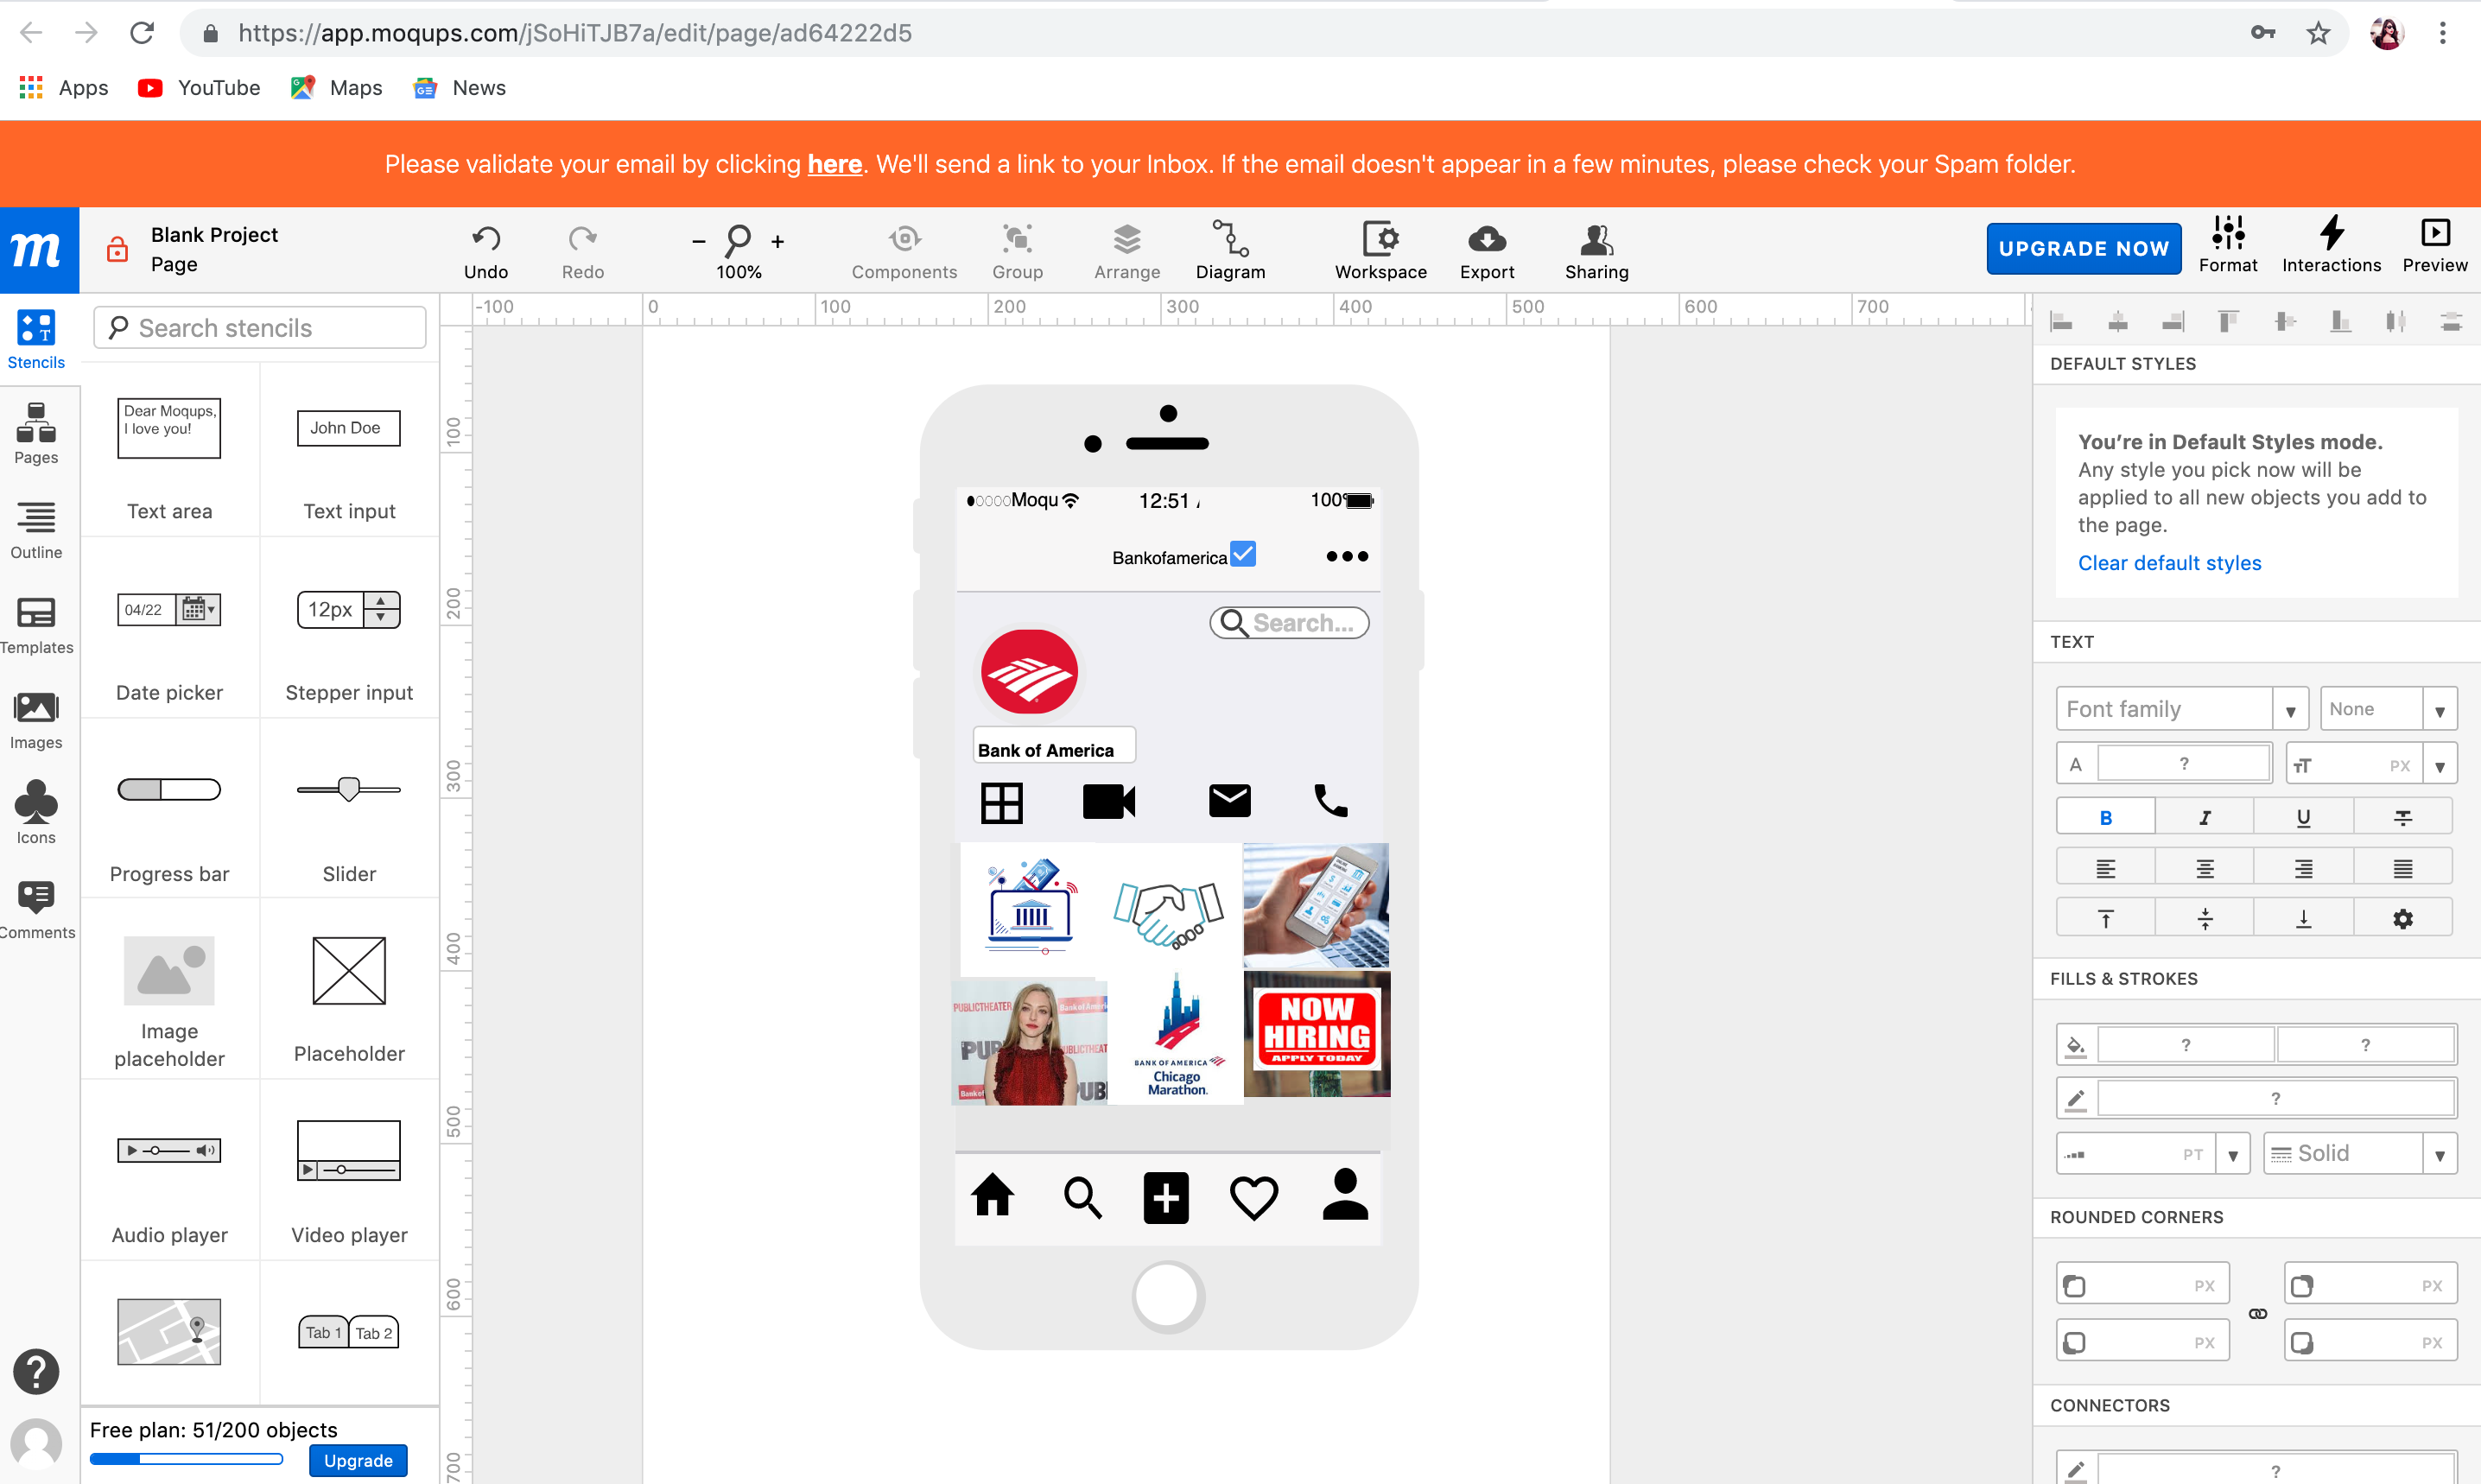 https://app.moqups.com/jSoHiTJB7a/edit/page/ad64222d5
Apps
YouTube
Maps
News
Please validate your email by clicking here. We'll send a link to your Inbox. If the email doesn't appear in a few minutes, please check your Spam folder.
m
Blank Project
Page
Undo
Redo
100%
Components
Group
Arrange
Diagram
Workspace
Export
Sharing
UPGRADE NOW
Format
Interactions
Preview
Stencils
Pages
Outline
Templates
Images
Icons
Comments
Search stencils
Dear Moqups,
I love you!
John Doe
Text area
Text input
04/22
12px
Date picker
Stepper input
Progress bar
Slider
Image
placeholder
Placeholder
Audio player
Video player
Tab 1
Tab 2
Free plan: 51/200 objects
Upgrade
-100
0
100
200
300
400
500
600
700
100
200
300
400
500
600
700
Moqu
12:51
100
Bankofamerica
Search...
Bank of America
PUBLICTHEATER
Bank of Ameri
PUB
UBLICTHEAT
Bank of
PUB
BANK OF AMERICA
Chicago
Marathon.
NOW
HIRING
APPLY TODAY
DEFAULT STYLES
You're in Default Styles mode.
Any style you pick now will be
applied to all new objects you add to
the page.
Clear default styles
TEXT
Font family
None
A
?
TT
PX
B
I
U
T
FILLS & STROKES
?
?
?
PT
Solid
ROUNDED CORNERS
PX
PX
PX
PX
CONNECTORS
?